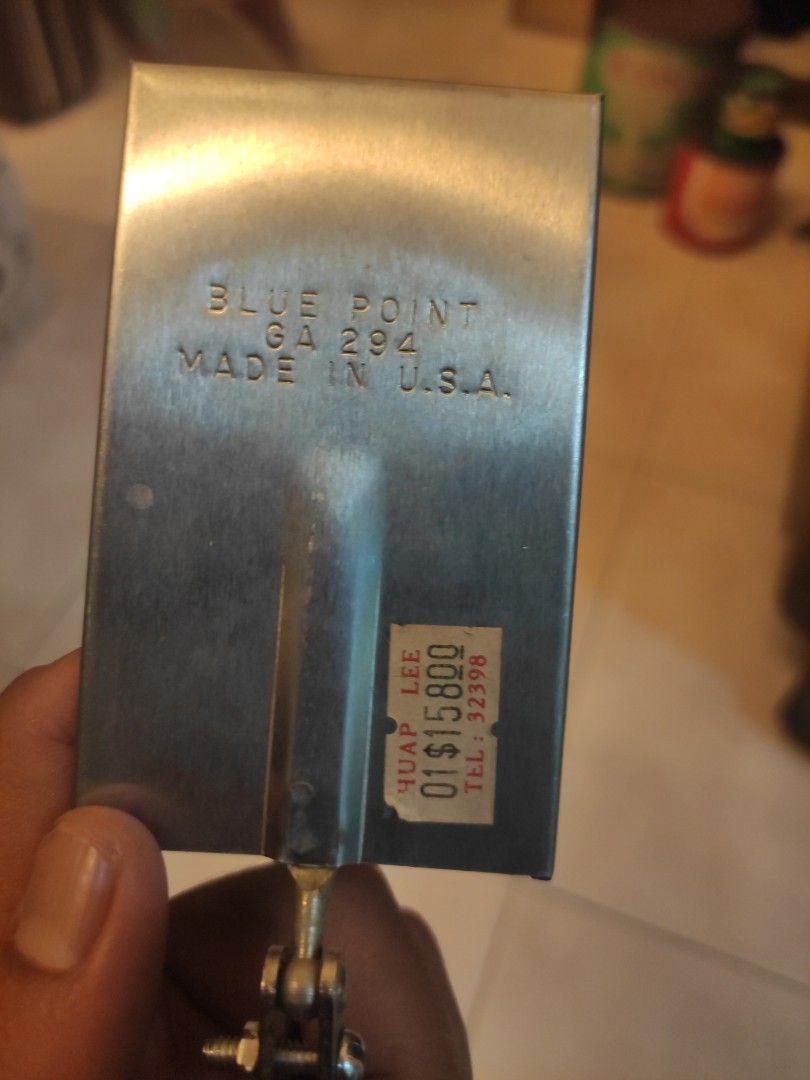 BLUE POINT
GA 294
MADE IN U.S.A.
HUAP LEE
01$15800
TEL: 32398